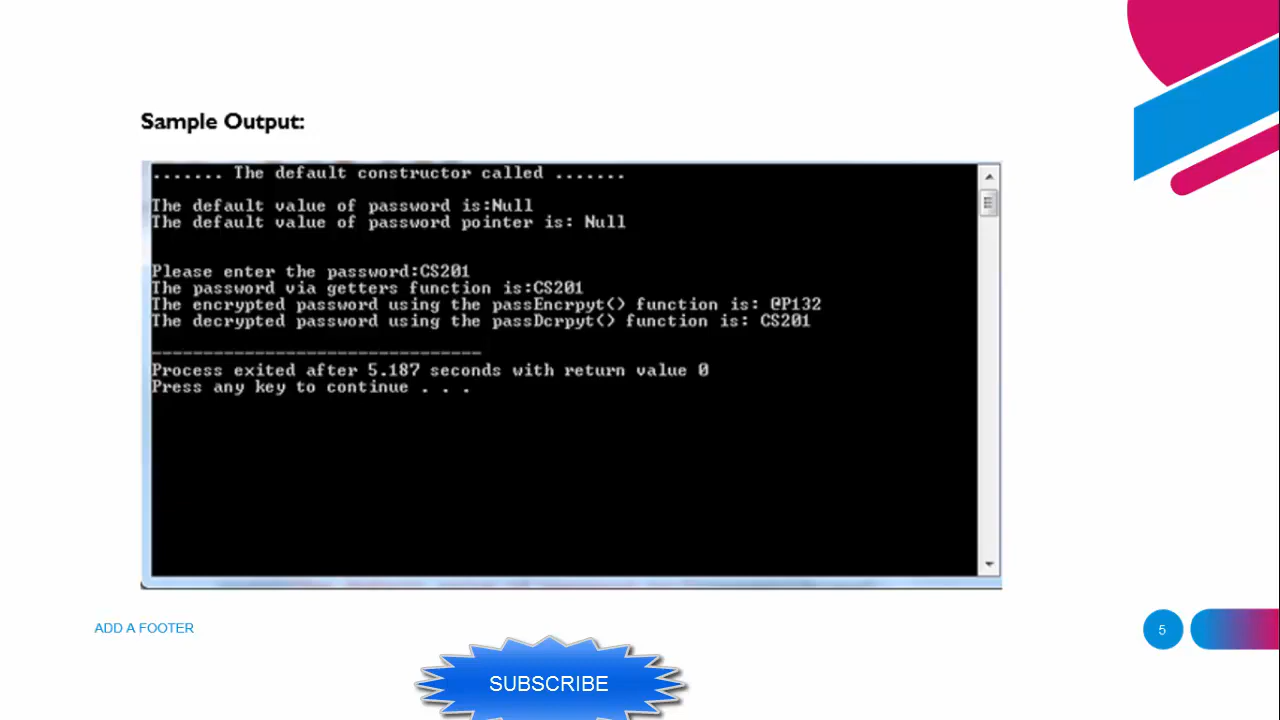 Sample Output:
....... The default constructor called .......
The default value of password is:Null
The default value of password pointer is: Null
Please enter the password:CS201
The password via getters function is:CS201
The encrypted password using the passEncrpyt() function is: @P132
The decrypted password using the passDcrpyt() function is: CS201
--------------------------------
Process exited after 5.187 seconds with return value 0
Press any key to continue . . .
ADD A FOOTER
5
SUBSCRIBE